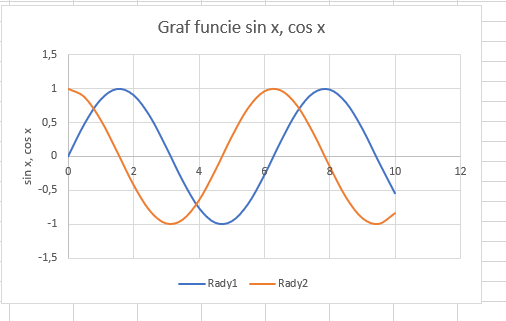 Graf funcie sin x, cos x
1,5
1
0,5
0
-0,5
-1
-1,5
0 2 4 6 8 10 12
sin x, cos x
Rady1 Rady2